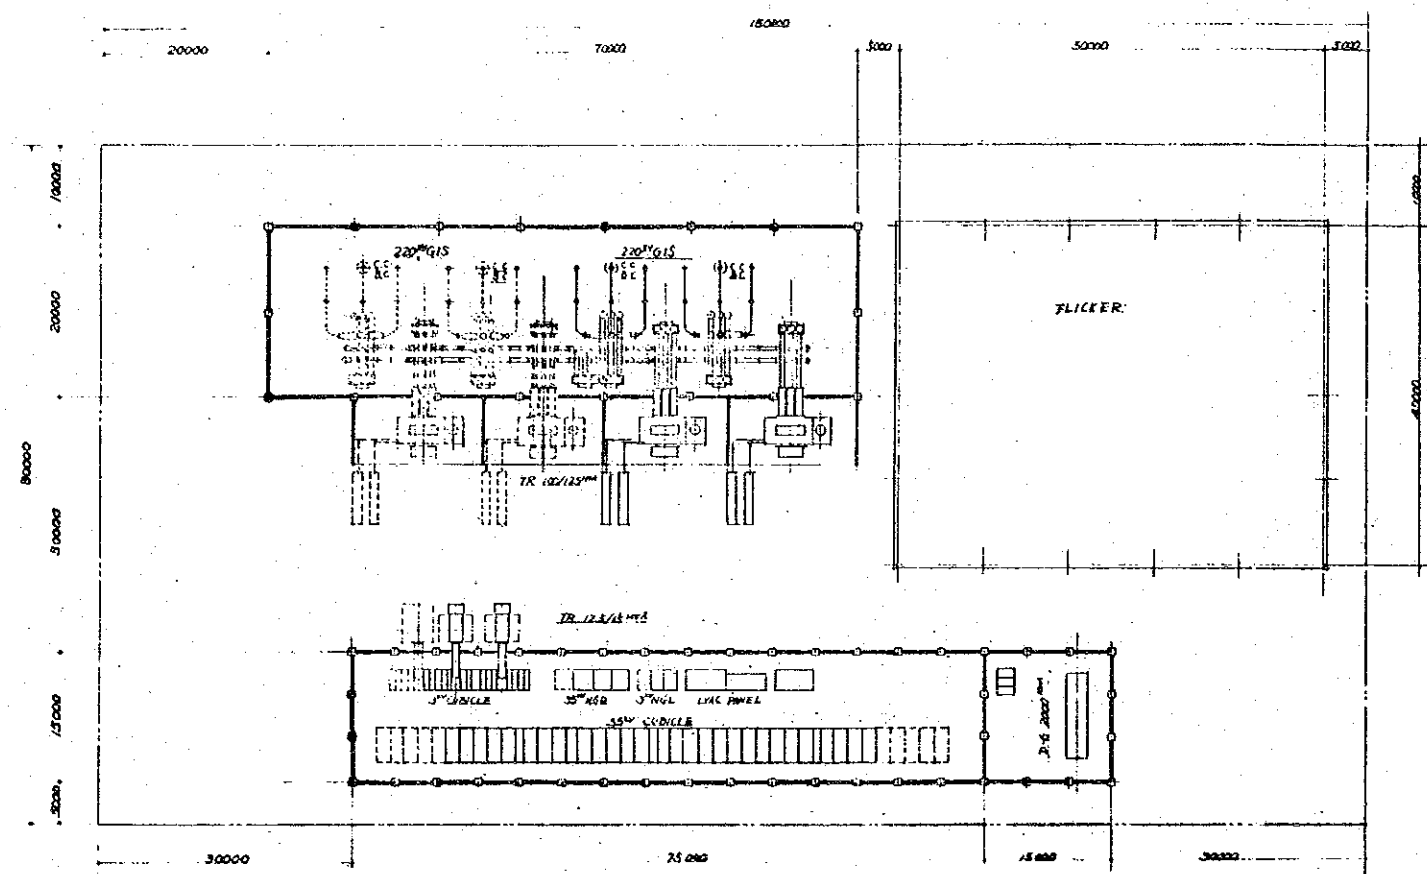 150000
20000
70000
5000
50000
5000
10000
10000
220KV GIS
220KV GIS
C.C
D.C
C.C
D.C
C.C
D.C
C.C
D.C
20000
FLICKER
40000
80000
TR 100/125MVA
30000
TR 12.5/15MVA
3KV CUBICLE
35KV NGR
3KV NGL
LVAC PANEL
35KV CUBICLE
D.G 2000KVA
15000
5000
30000
75000
15000
30000